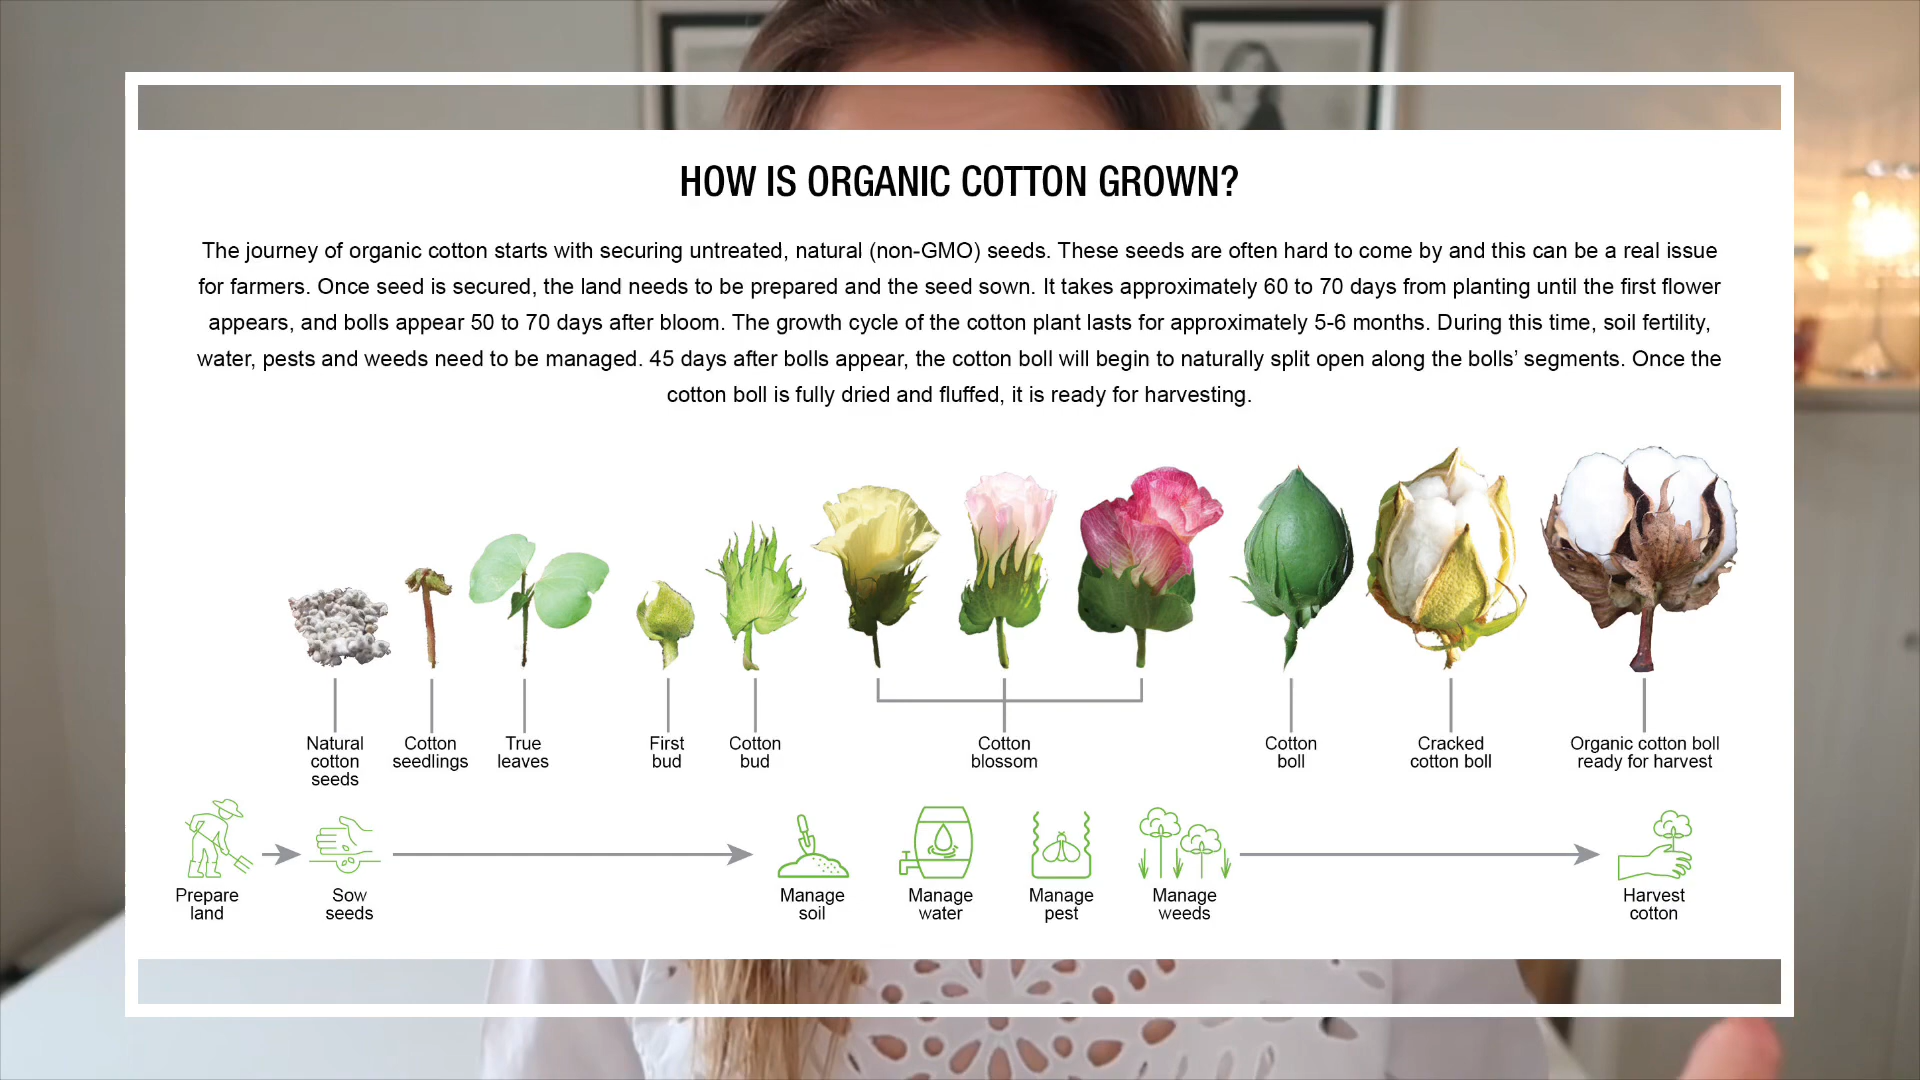 HOW IS ORGANIC COTTON GROWN?
The journey of organic cotton starts with securing untreated, natural (non-GMO) seeds. These seeds are often hard to come by and this can be a real issue
for farmers. Once seed is secured, the land needs to be prepared and the seed sown. It takes approximately 60 to 70 days from planting until the first flower
appears, and bolls appear 50 to 70 days after bloom. The growth cycle of the cotton plant lasts for approximately 5-6 months. During this time, soil fertility,
water, pests and weeds need to be managed. 45 days after bolls appear, the cotton boll will begin to naturally split open along the bolls’ segments. Once the
cotton boll is fully dried and fluffed, it is ready for harvesting.
Natural
cotton
seeds
Cotton
seedlings
True
leaves
First
bud
Cotton
bud
Cotton
blossom
Cotton
boll
Cracked
cotton boll
Organic cotton boll
ready for harvest
Prepare
land
Sow
seeds
Manage
soil
Manage
water
Manage
pest
Manage
weeds
Harvest
cotton